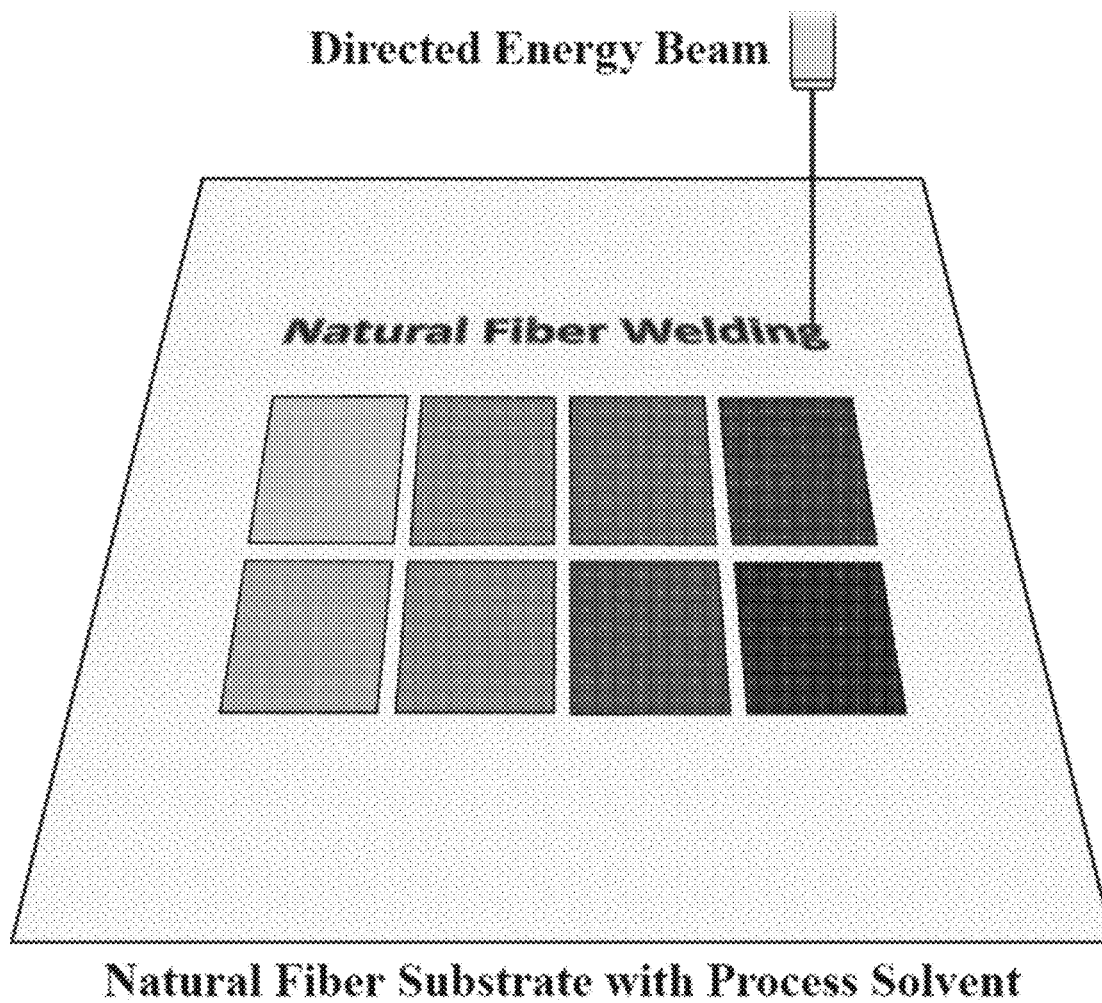 Directed Energy Beam
Natural Fiber Welding
Natural Fiber Substrate with Process Solvent